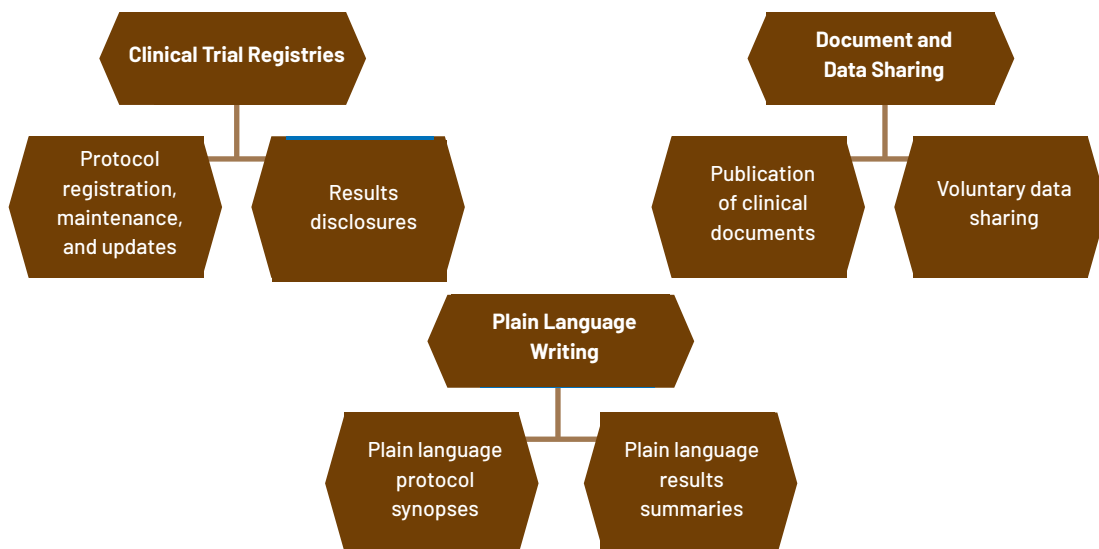 Clinical Trial Registries
Protocol
registration,
maintenance,
and updates
Results
disclosures
Document and
Data Sharing
Publication
of clinical
documents
Voluntary data
sharing
Plain Language
Writing
Plain language
protocol
synopses
Plain language
results
summaries